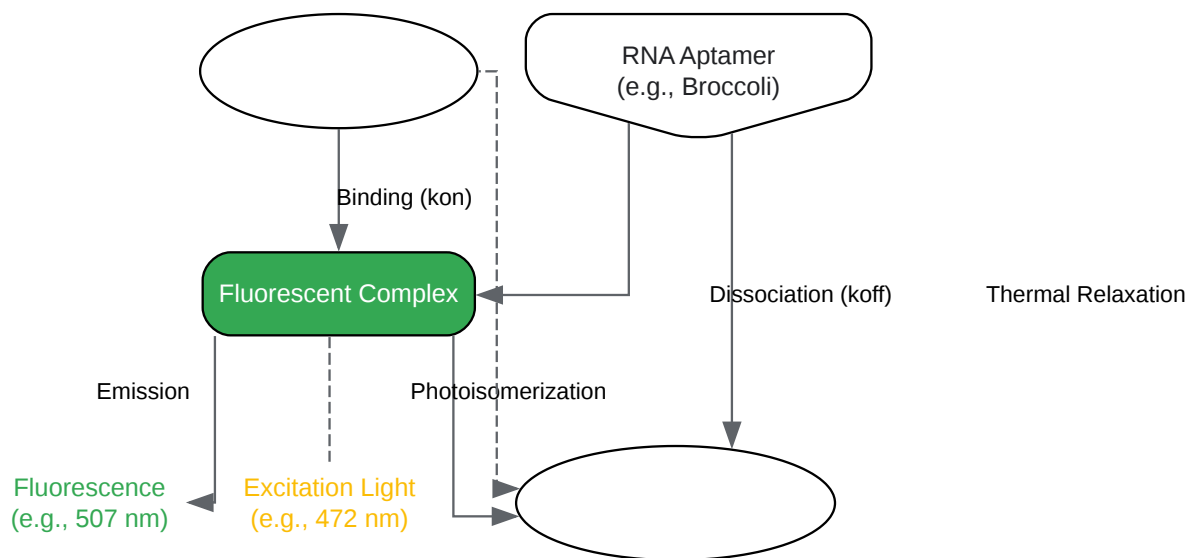 RNA Aptamer
(e.g., Broccoli)
Binding (kon)
Fluorescent Complex
Dissociation (koff)
Thermal Relaxation
Emission
Photoisomerization
Fluorescence
(e.g., 507 nm)
Excitation Light
(e.g., 472 nm)